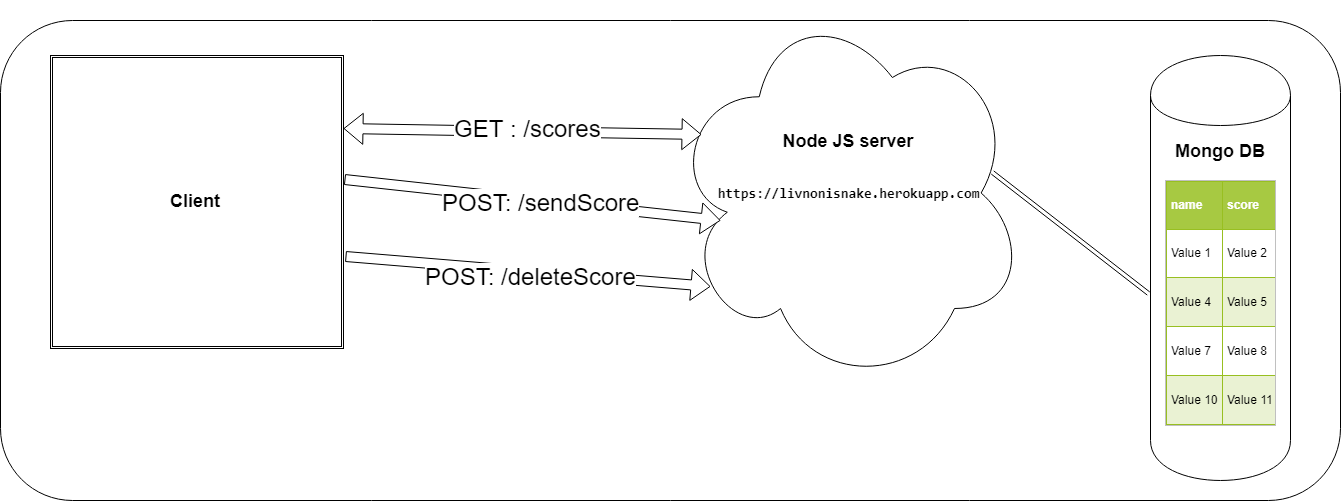 Client
GET : /scores
POST: /sendScore
POST: /deleteScore
Node JS server
https://livnonisnake.herokuapp.com
Mongo DB
name score
Value 1 Value 2
Value 4 Value 5
Value 7 Value 8
Value 10 Value 11